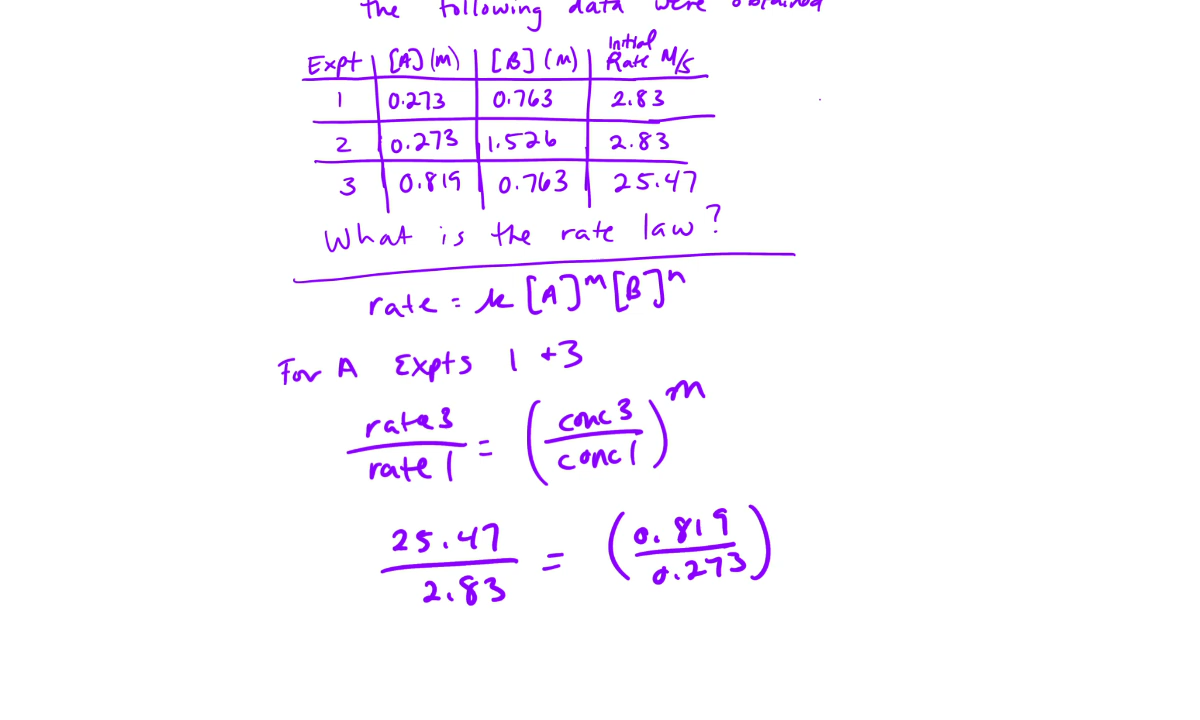 the following data were obtained
Expt [A] (M) [B] (M) Initial Rate M/s
1 0.273 0.763 2.83
2 0.273 1.526 2.83
3 0.819 0.763 25.47
What is the rate law?
rate = k [A]^m [B]^n
For A Expts 1 + 3
rate 3 / rate 1 = (conc 3 / conc 1)^m
25.47 / 2.83 = (0.819 / 0.273)